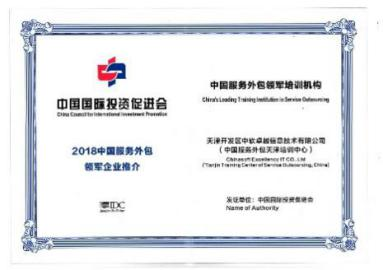 中国国际投资促进会
China Council for International Investment Promotion
2018中国服务外包
领军企业推介
IDC
中国服务外包领军培训机构
China's Leading Training Institution in Service Outsourcing
天津开发区中软卓越信息技术有限公司
（中国服务外包天津培训中心）
Chinasoft Excellency IT CO., Ltd
(Tianjin Training Center of Service Outsourcing, China)
发证单位：中国国际投资促进会
Name of Authority